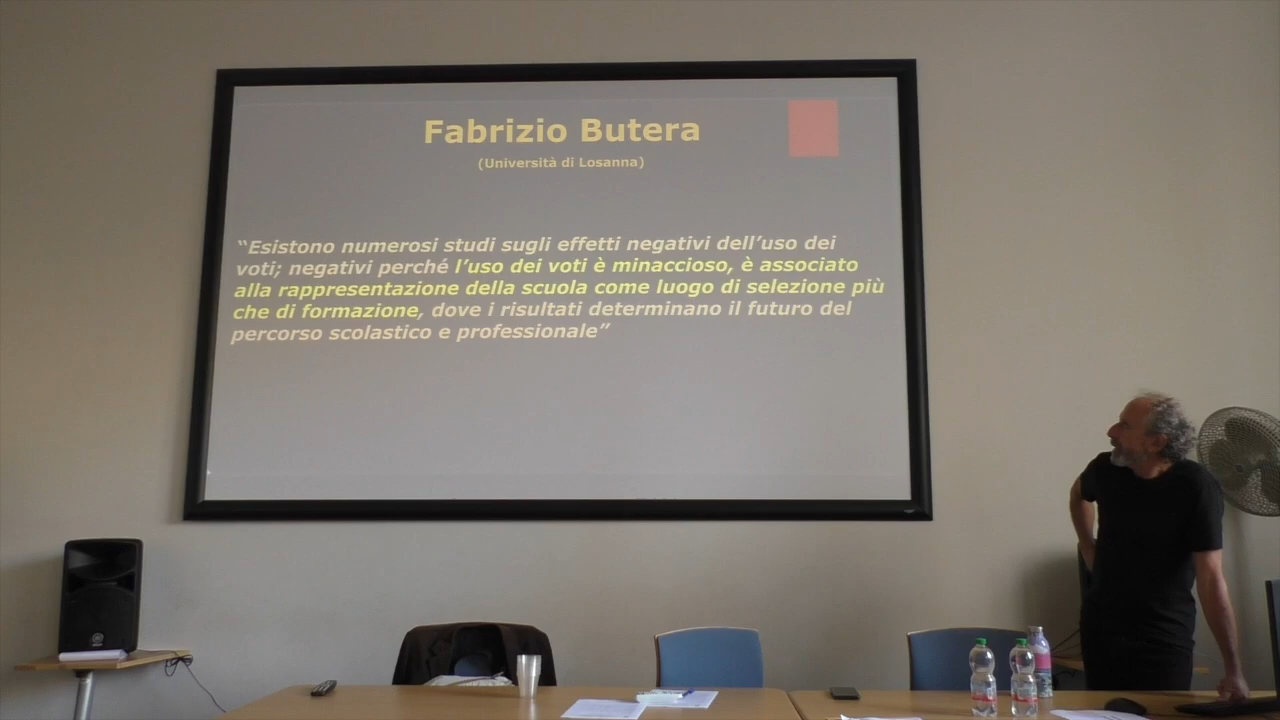 Fabrizio Butera
(Università di Losanna)
“Esistono numerosi studi sugli effetti negativi dell’uso dei
voti; negativi perché l’uso dei voti è minaccioso, è associato
alla rappresentazione della scuola come luogo di selezione più
che di formazione, dove i risultati determinano il futuro del
percorso scolastico e professionale”